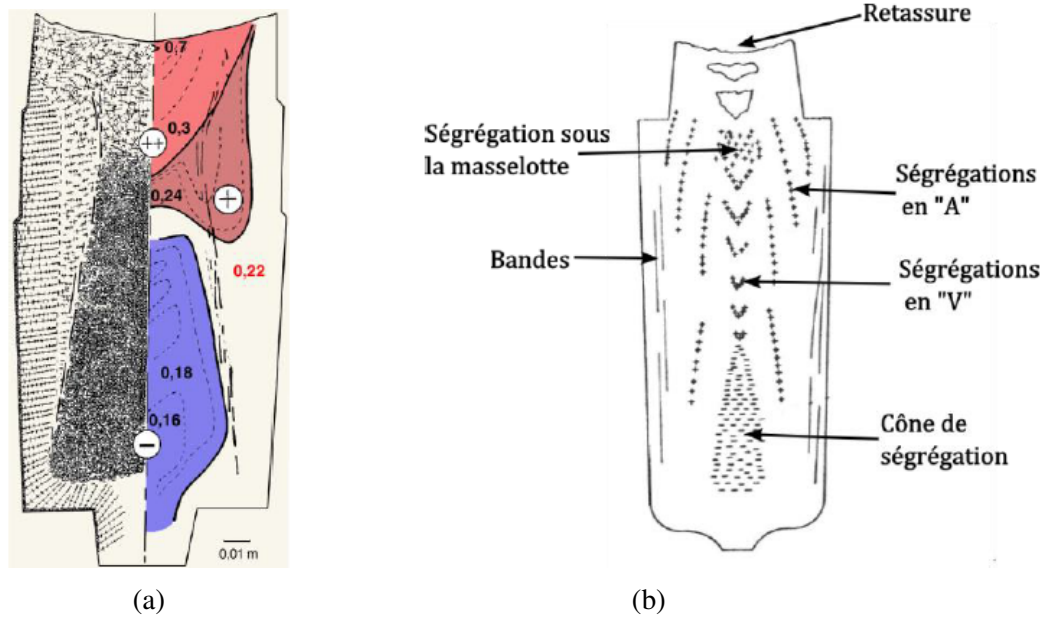 > 0,7
0,3
++
0,24
+
0,22
0,18
0,16
−
0.01 m
(a)
Retassure
Ségrégation sous
la masselotte
Ségrégations
en "A"
Bandes
Ségrégations
en "V"
Cône de
ségrégation
(b)